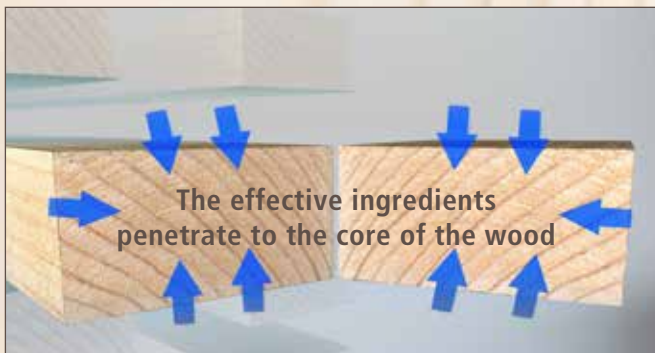 The effective ingredients
penetrate to the core of the wood